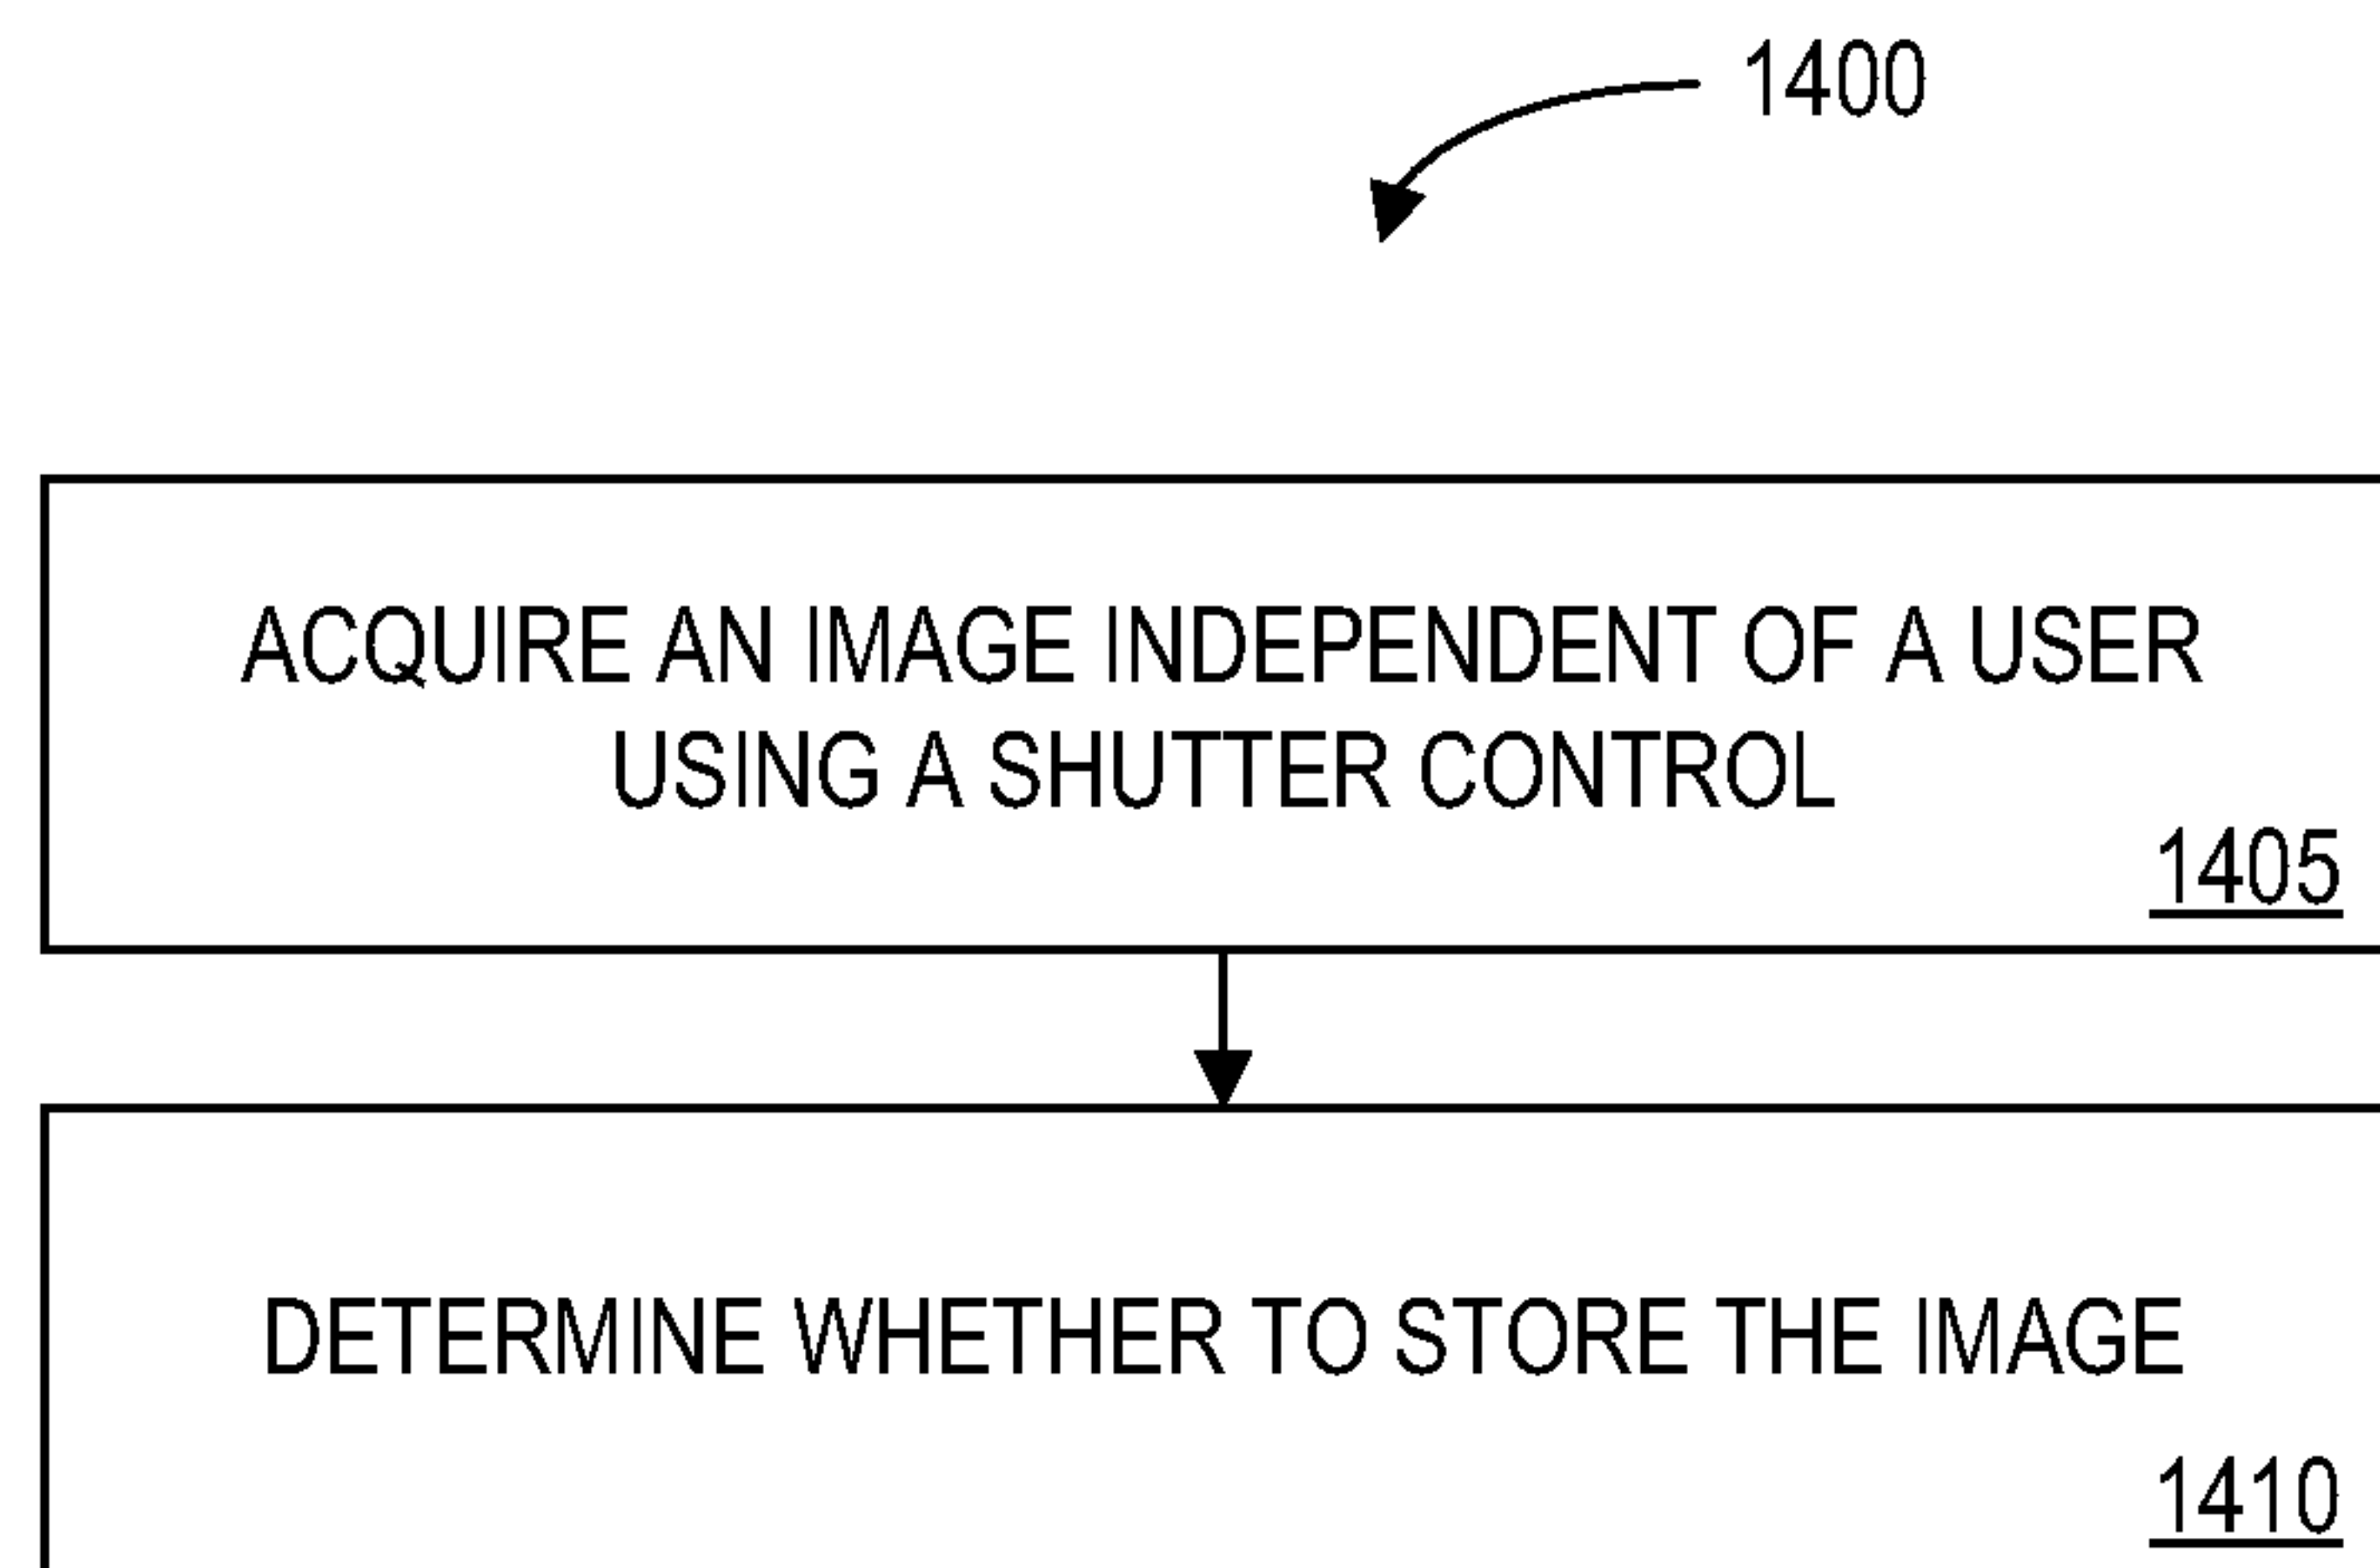 1400
ACQUIRE AN IMAGE INDEPENDENT OF A USER
USING A SHUTTER CONTROL
1405
DETERMINE WHETHER TO STORE THE IMAGE
1410